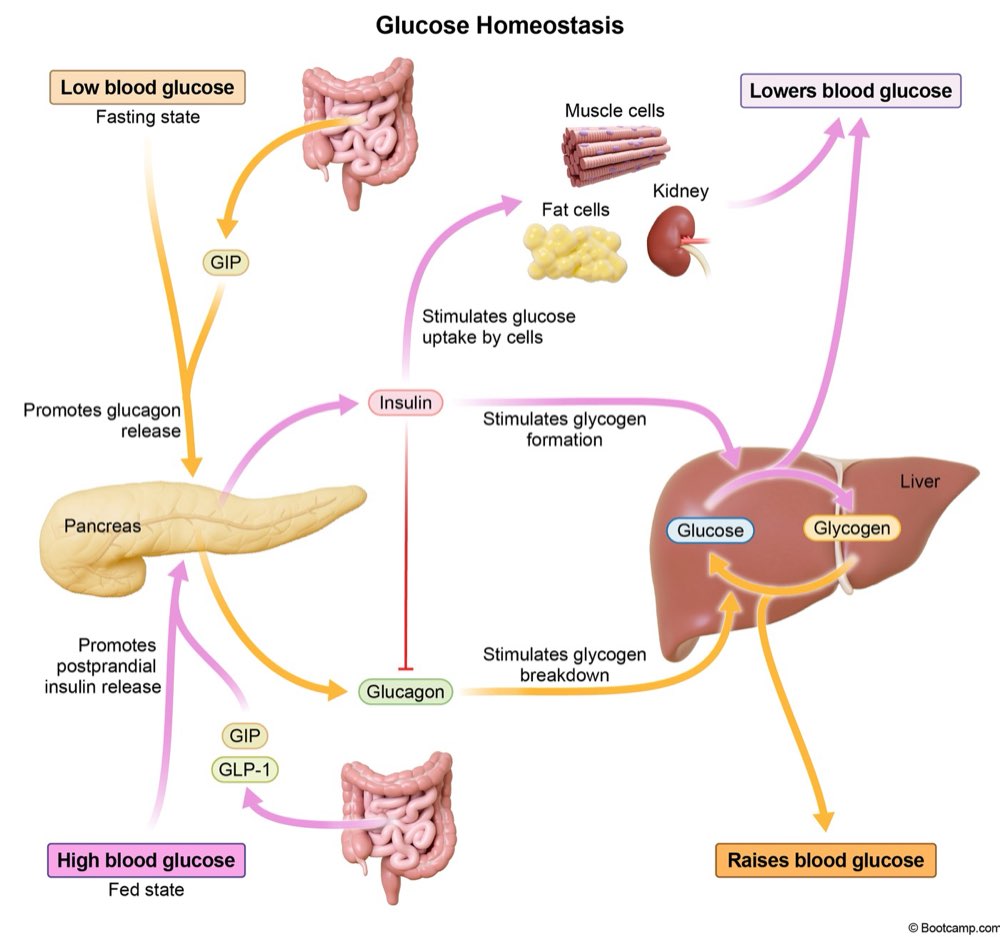 Glucose Homeostasis
Low blood glucose
Fasting state
GIP
Promotes glucagon
release
Muscle cells
Fat cells
Kidney
Lowers blood glucose
Stimulates glucose
uptake by cells
Insulin
Stimulates glycogen
formation
Pancreas
Liver
Glucose
Glycogen
Promotes
postprandial
insulin release
Glucagon
Stimulates glycogen
breakdown
GIP
GLP-1
High blood glucose
Fed state
Raises blood glucose
© Bootcamp.com